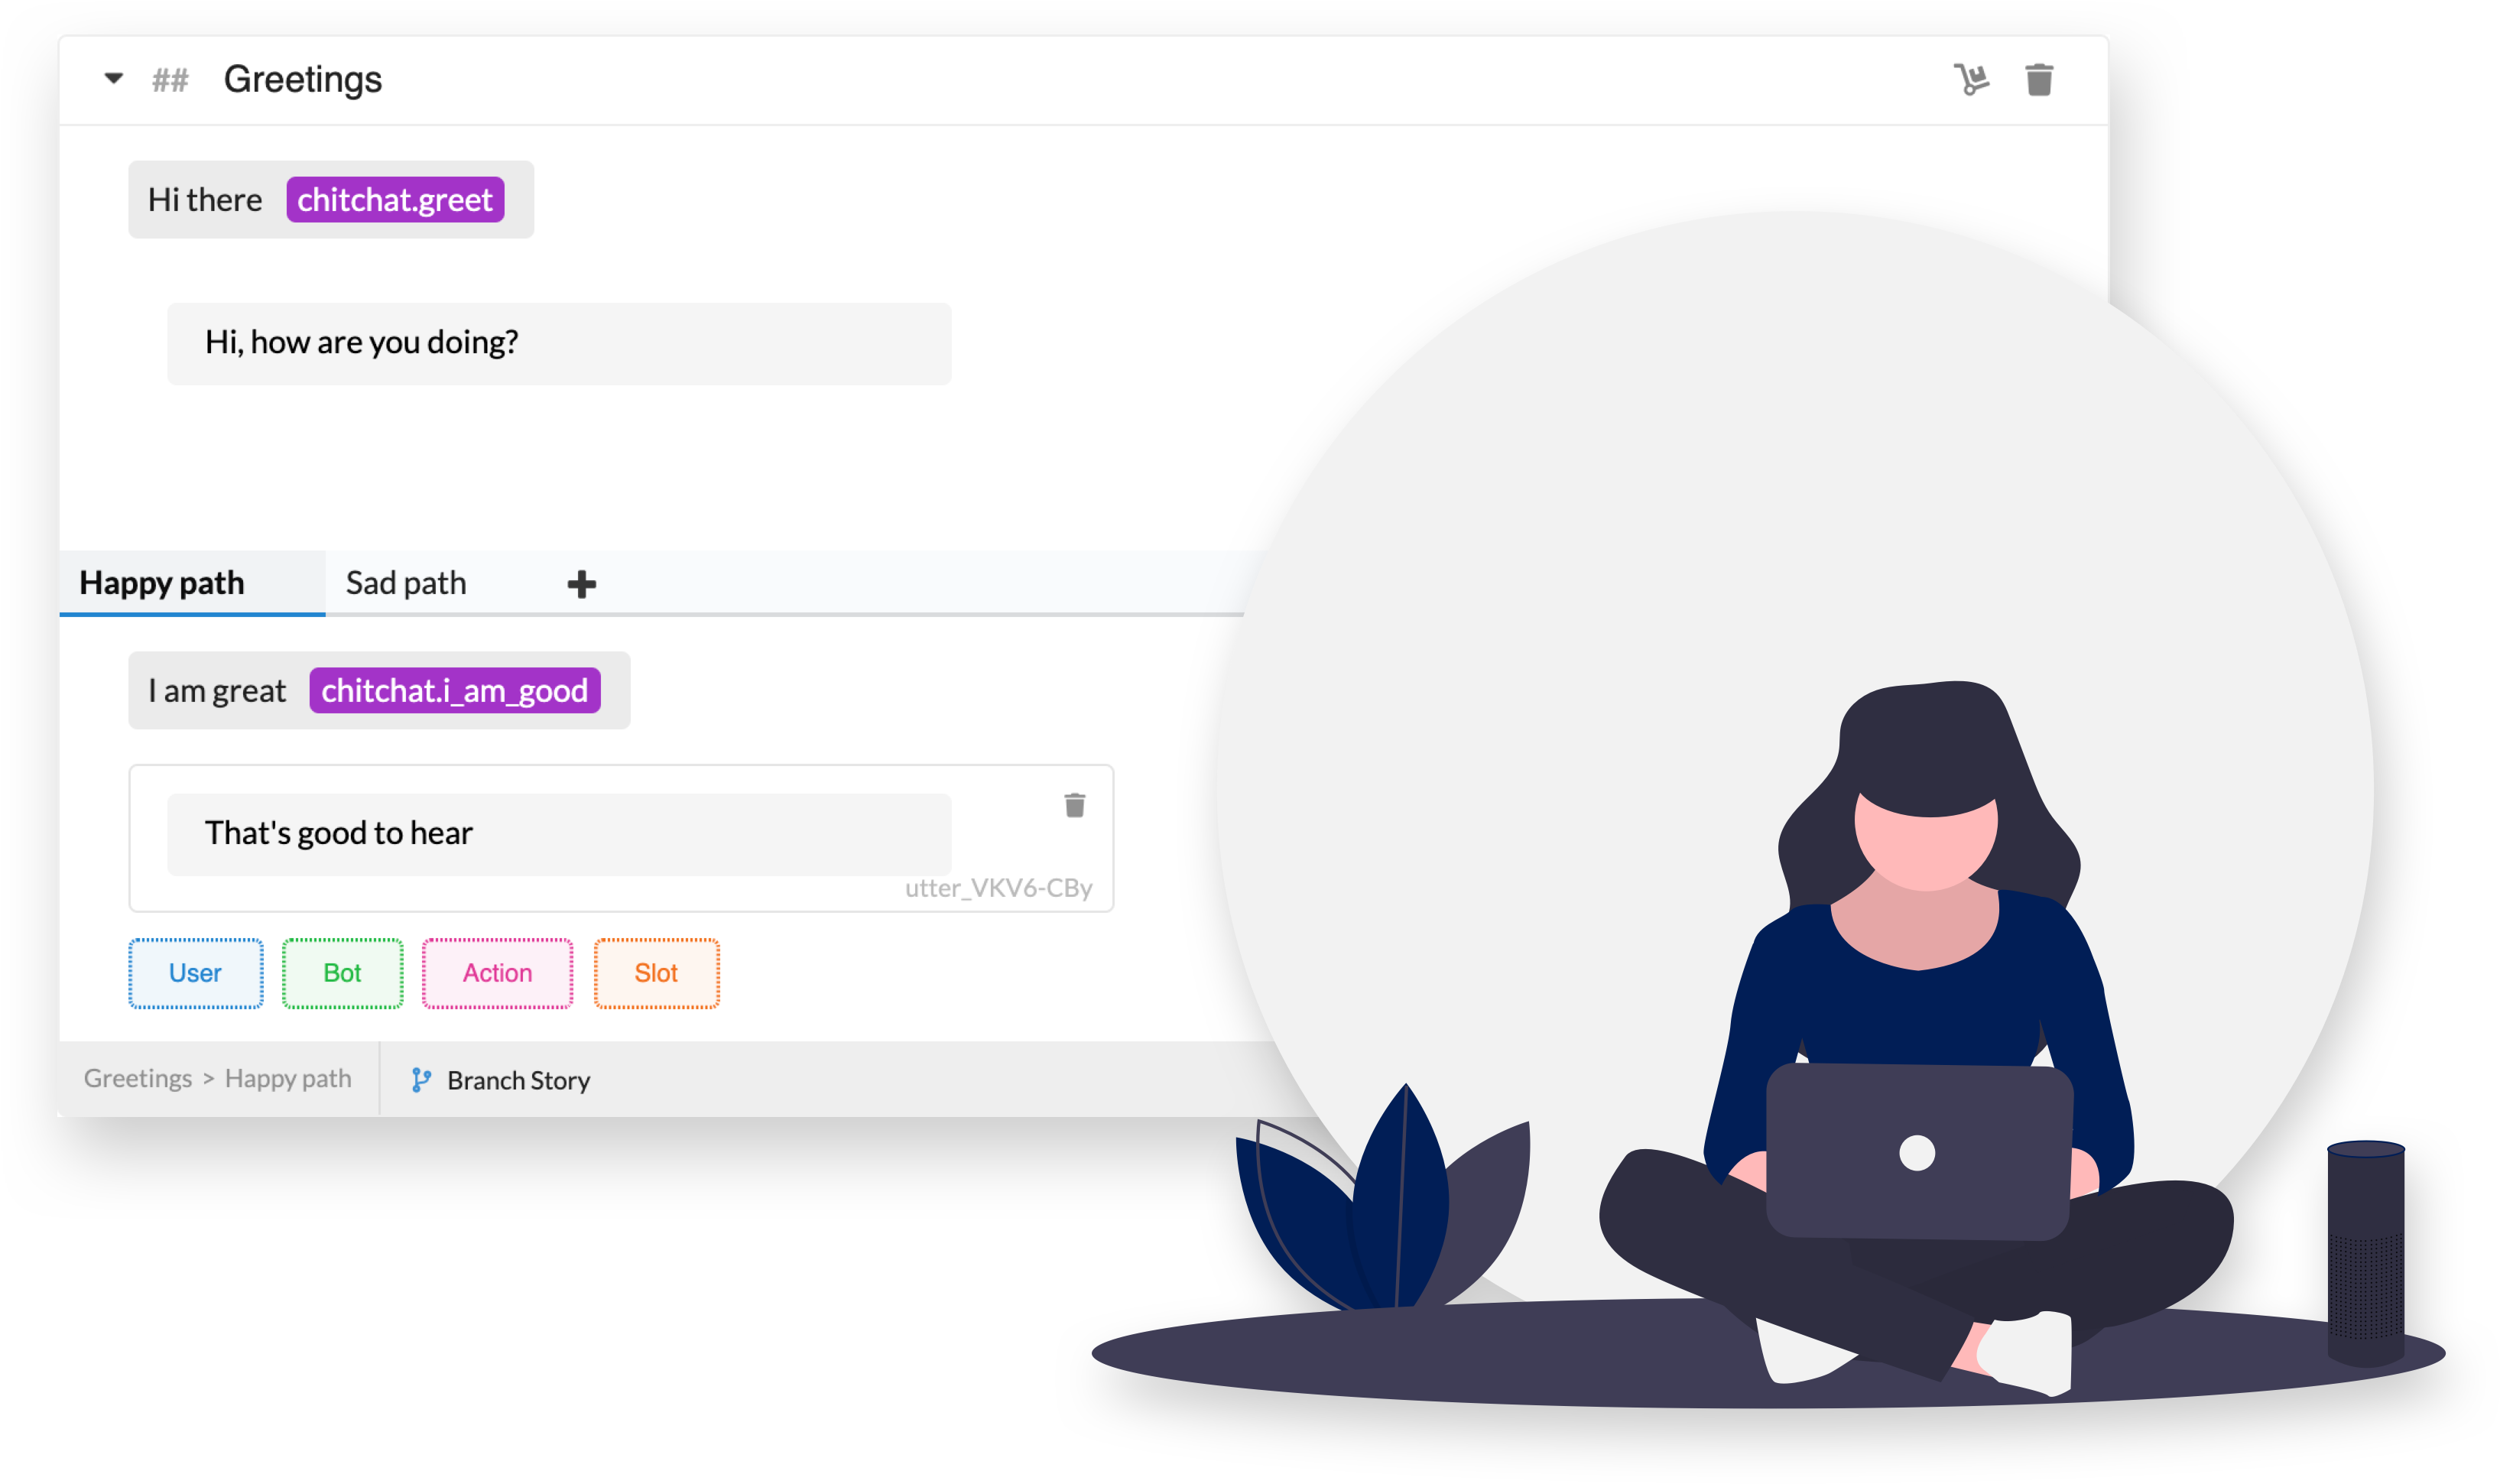 ## Greetings
Hi there chitchat.greet
Hi, how are you doing?
Happy path Sad path
I am great chitchat.i_am_good
That's good to hear
utter_VKV6-CBy
User Bot Action Slot
Greetings > Happy path Branch Story